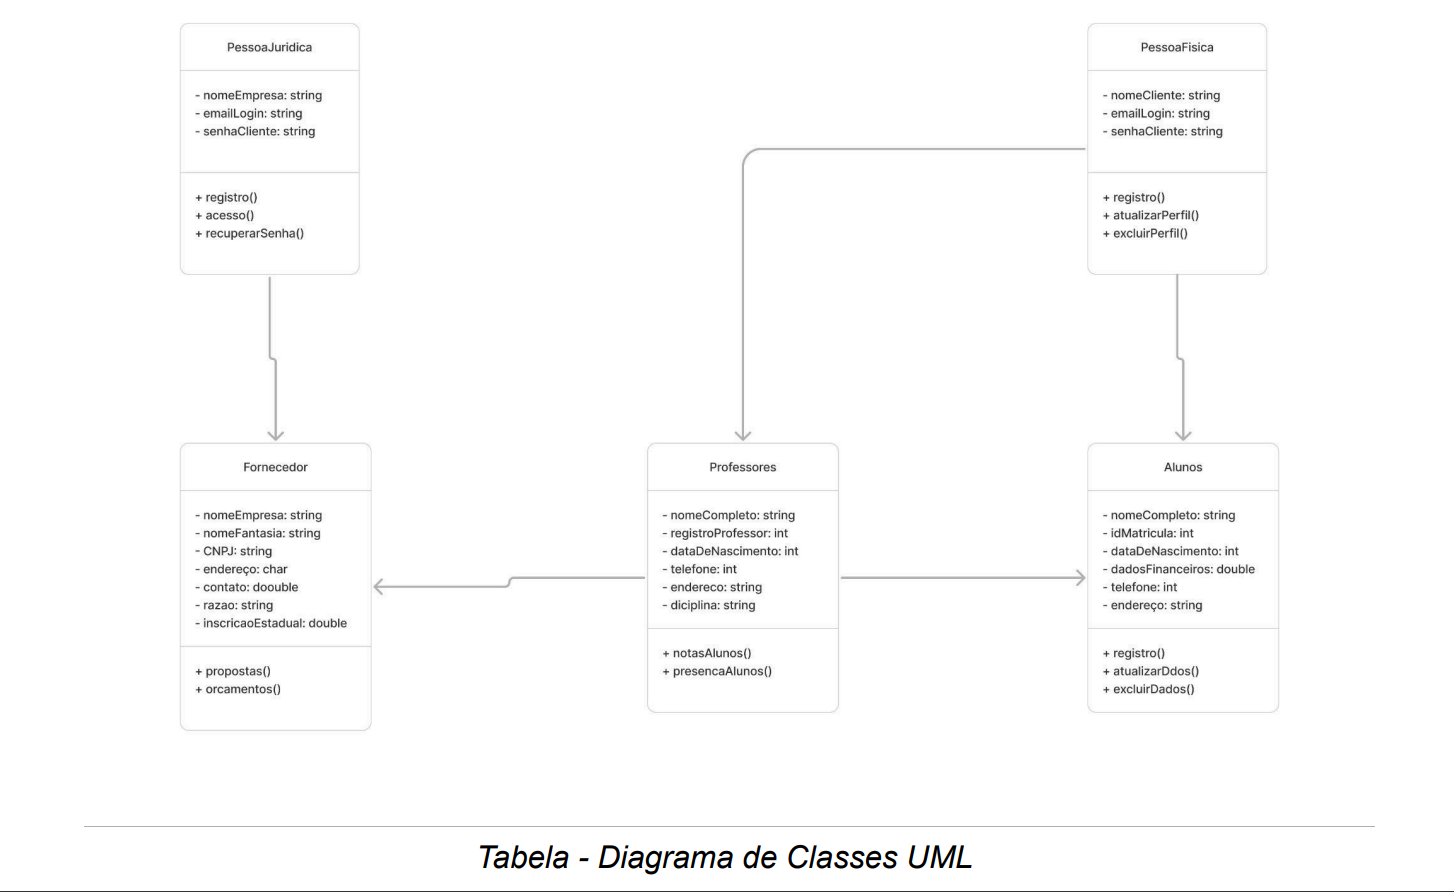 PessoaJuridica
- nomeEmpresa: string
- emailLogin: string
- senhaCliente: string
+ registro()
+ acesso()
+ recuperarSenha()
PessoaFisica
- nomeCliente: string
- emailLogin: string
- senhaCliente: string
+ registro()
+ atualizarPerfil()
+ excluirPerfil()
Fornecedor
- nomeEmpresa: string
- nomeFantasia: string
- CNPJ: string
- endereço: char
- contato: doouble
- razao: string
- inscricaoEstadual: double
+ propostas()
+ orcamentos()
Professores
- nomeCompleto: string
- registroProfessor: int
- dataDeNascimento: int
- telefone: int
- endereco: string
- diciplina: string
+ notasAlunos()
+ presencaAlunos()
Alunos
- nomeCompleto: string
- idMatricula: int
- dataDeNascimento: int
- dadosFinanceiros: double
- telefone: int
- endereço: string
+ registro()
+ atualizarDdos()
+ excluirDados()
Tabela - Diagrama de Classes UML